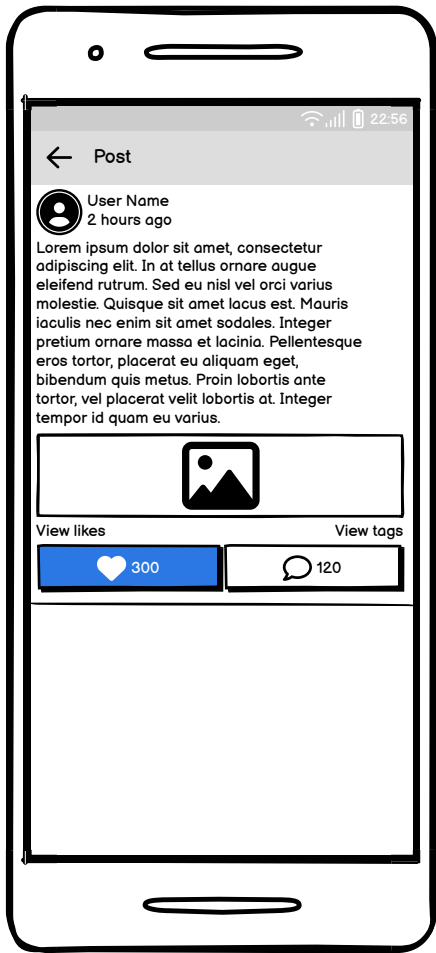 22:56
Post
User Name
2 hours ago
Lorem ipsum dolor sit amet, consectetur
adipiscing elit. In at tellus ornare augue
eleifend rutrum. Sed eu nisl vel orci varius
molestie. Quisque sit amet lacus est. Mauris
iaculis nec enim sit amet sodales. Integer
pretium ornare massa et lacinia. Pellentesque
eros tortor, placerat eu aliquam eget,
bibendum quis metus. Proin lobortis ante
tortor, vel placerat velit lobortis at. Integer
tempor id quam eu varius.
View likes View tags
300 120